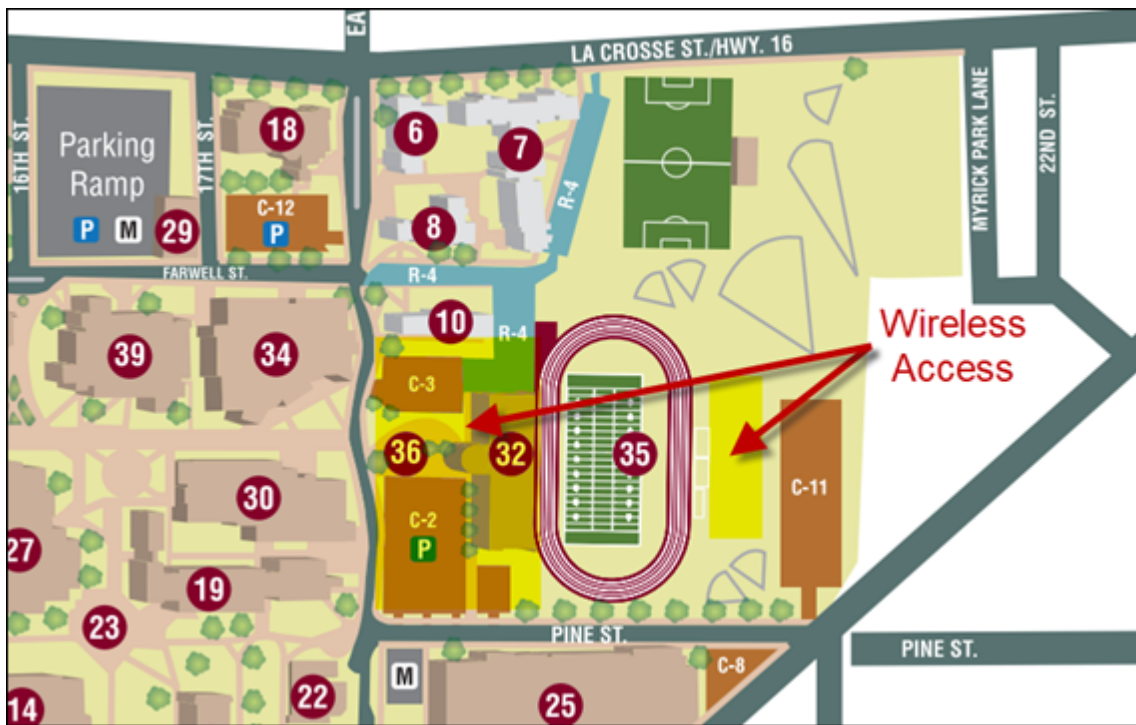 EA
LA CROSSE ST./HWY. 16
16TH ST.
Parking
Ramp
P
M
29
17TH ST.
18
C-12
P
6
7
8
R-4
MYRICK PARK LANE
22ND ST.
FARWELL ST.
R-4
10
R-4
Wireless
Access
39
34
C-3
36
32
35
C-11
C-2
P
30
27
19
23
PINE ST.
PINE ST.
M
C-8
14
22
25